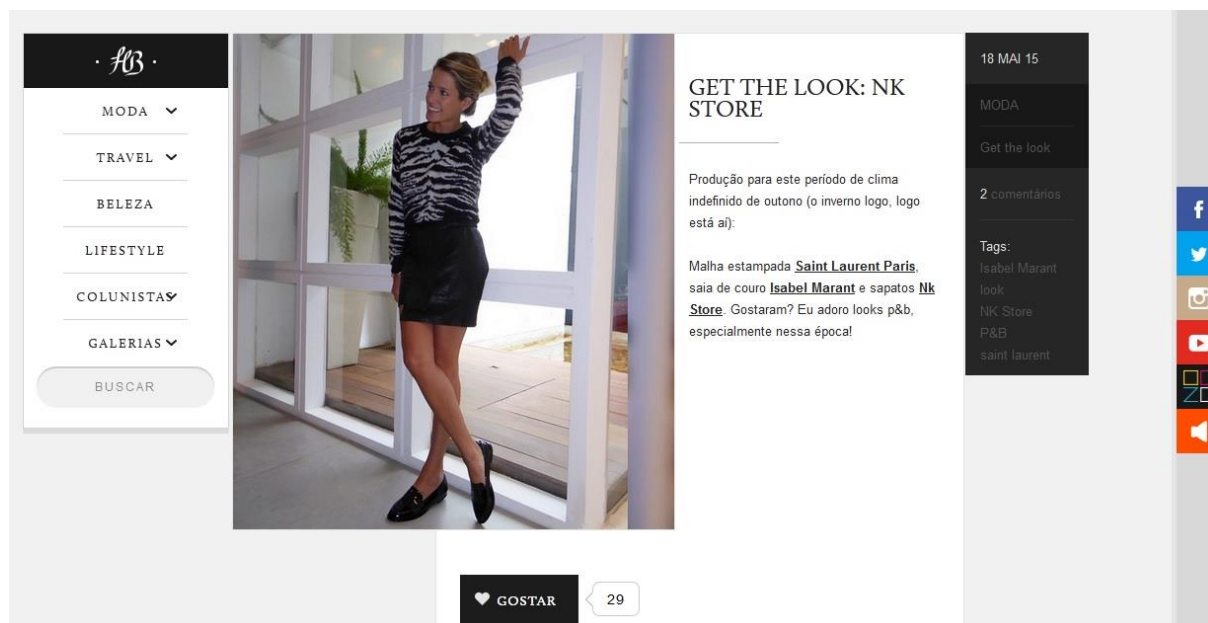 · HB ·
MODA
TRAVEL
BELEZA
LIFESTYLE
COLUNISTAS
GALERIAS
BUSCAR
GET THE LOOK: NK
STORE
Produção para este período de clima
indefinido de outono (o inverno logo, logo
está aí):
Malha estampada Saint Laurent Paris,
saia de couro Isabel Marant e sapatos Nk
Store. Gostaram? Eu adoro looks p&b,
especialmente nessa época!
GOSTAR
29
18 MAI 15
MODA
Get the look
2 comentários
Tags:
Isabel Marant
look
NK Store
P&B
saint laurent